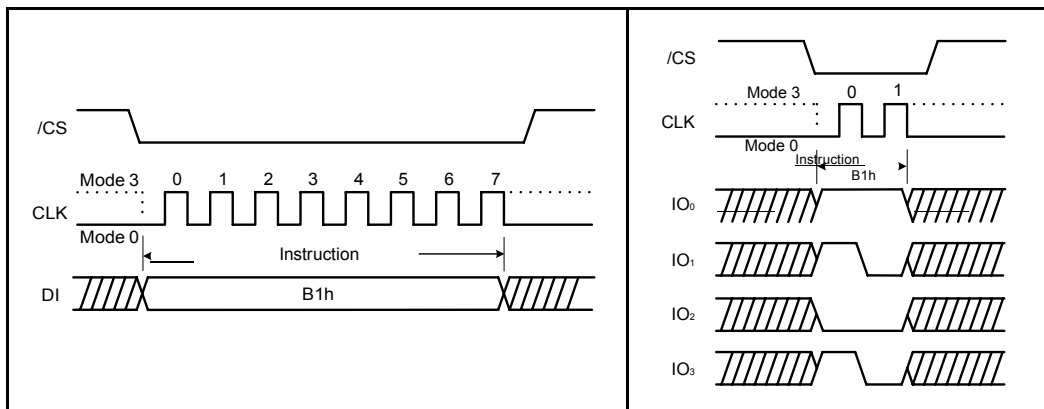 /CS
Mode 3
0 1 2 3 4 5 6 7
CLK
Mode 0
Instruction
DI
B1h
/CS
Mode 3
0 1
CLK
Mode 0
Instruction
B1h
IO₀
IO₁
IO₂
IO₃